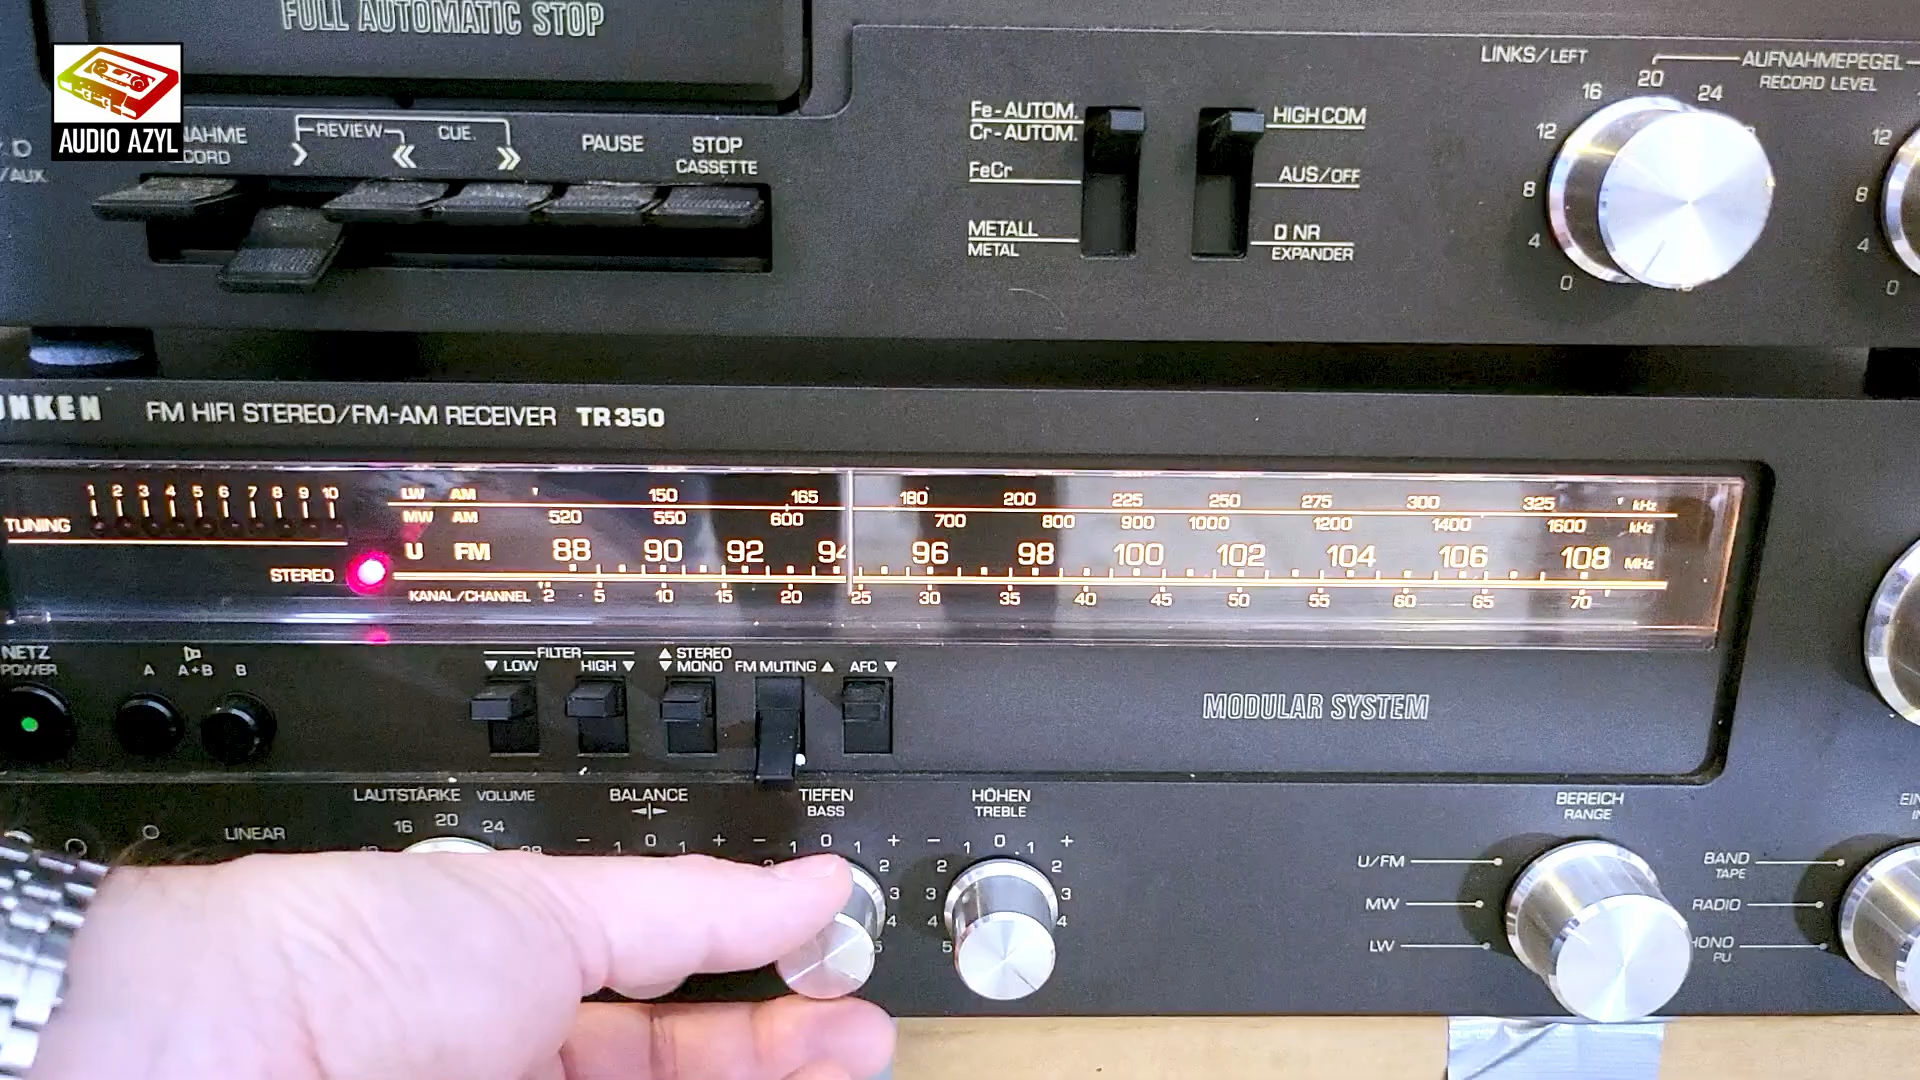 FULL AUTOMATIC STOP
AUDIO AZYL
NAHME
CORD
/AUX.
REVIEW
CUE.
PAUSE
STOP
CASSETTE
Fe-AUTOM.
Cr-AUTOM.
FeCr
METALL
METAL
HIGH COM
AUS/OFF
D NR
EXPANDER
LINKS/LEFT
AUFNAHMEPEGEL
RECORD LEVEL
0 4 8 12 16 20 24
12
8
4
0
UNKEN FM HIFI STEREO/FM-AM RECEIVER TR 350
1 2 3 4 5 6 7 8 9 10
TUNING
STEREO
LW AM 150 165 180 200 225 250 275 300 325 kHz
MW AM 520 550 600 700 800 900 1000 1200 1400 1600 kHz
U FM 88 90 92 94 96 98 100 102 104 106 108 MHz
KANAL/CHANNEL 2 5 10 15 20 25 30 35 40 45 50 55 60 65 70
NETZ
POWER
A A+B B
FILTER
▼ LOW HIGH ▼
▲ STEREO
▼ MONO
FM MUTING ▲
AFC ▼
MODULAR SYSTEM
LAUTSTÄRKE VOLUME
16 20 24
LINEAR
BALANCE
− 1 0 1 +
TIEFEN
BASS
− 1 0 1 +
2
3
4
5
HÖHEN
TREBLE
− 1 0 1 +
2 2
3 3
4 4
5
BEREICH
RANGE
U/FM
MW
LW
BAND
TAPE
RADIO
HONO
PU